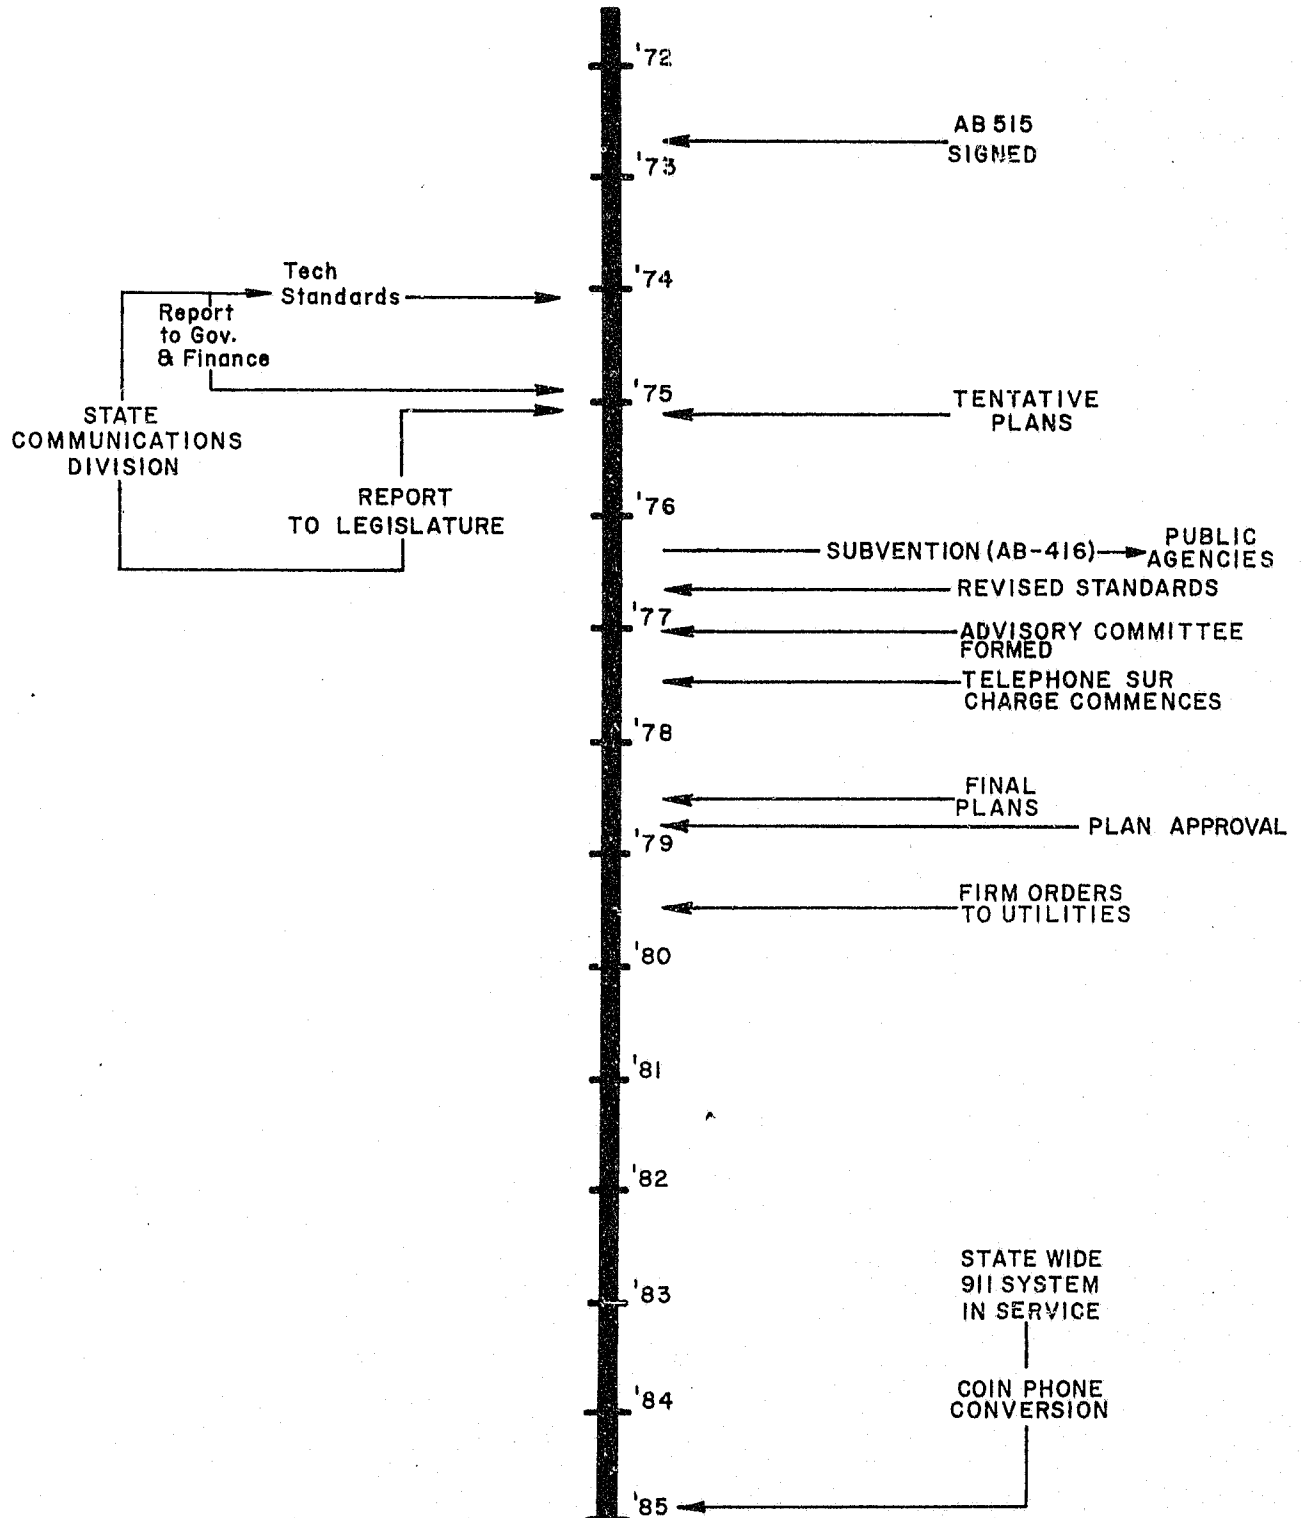 '72
AB 515
SIGNED
'73
'74
Tech
Standards
Report
to Gov.
& Finance
'75
TENTATIVE
PLANS
STATE
COMMUNICATIONS
DIVISION
REPORT
TO LEGISLATURE
'76
SUBVENTION (AB-416)
PUBLIC
AGENCIES
REVISED STANDARDS
'77
ADVISORY COMMITTEE
FORMED
TELEPHONE SUR
CHARGE COMMENCES
'78
FINAL
PLANS
PLAN APPROVAL
'79
FIRM ORDERS
TO UTILITIES
'80
'81
'82
STATE WIDE
911 SYSTEM
IN SERVICE
'83
COIN PHONE
CONVERSION
'84
'85